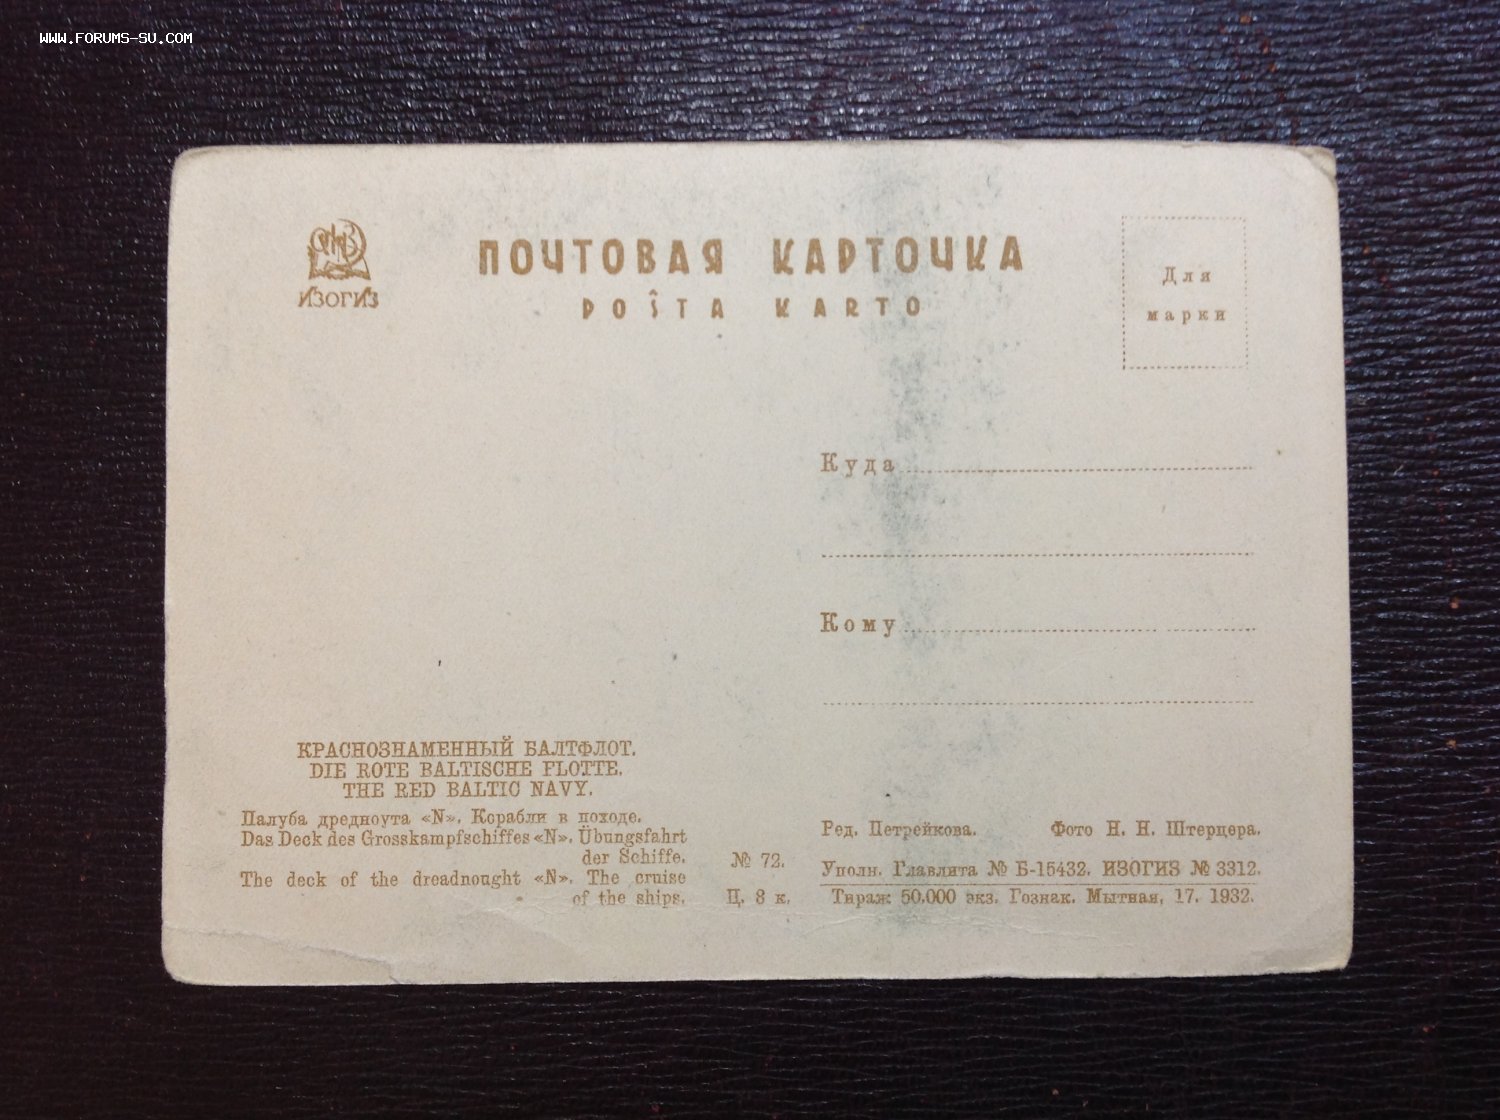 www.forums-su.com
ИЗОГИЗ
ПОЧТОВАЯ КАРТОЧКА
POŜTA KARTO
Для
марки
Куда
Кому
КРАСНОЗНАМЕННЫЙ БАЛТФЛОТ.
DIE ROTE BALTISCHE FLOTTE.
THE RED BALTIC NAVY.
Палуба дредноута «N». Корабли в походе.
Das Deck des Grosskampfschiffes «N». Übungsfahrt
der Schiffe.
The deck of the dreadnought «N». The cruise
of the ships.
№ 72.
Ц. 8 к.
Ред. Петрейкова. Фото Н. Н. Штерцера.
Уполн. Главлита № Б-15432. ИЗОГИЗ № 3312.
Тираж 50.000 экз. Гознак. Мытная, 17. 1932.